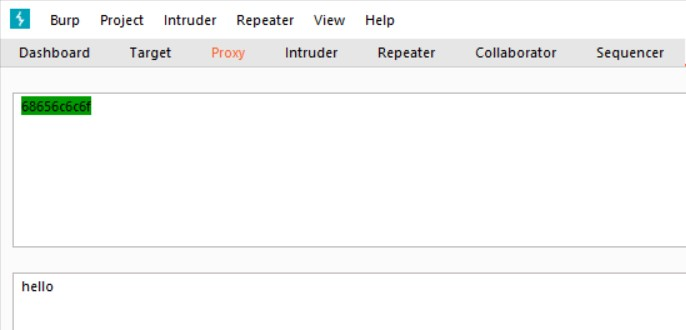 Burp Project Intruder Repeater View Help
Dashboard Target Proxy Intruder Repeater Collaborator Sequencer
68656c6c6f
hello